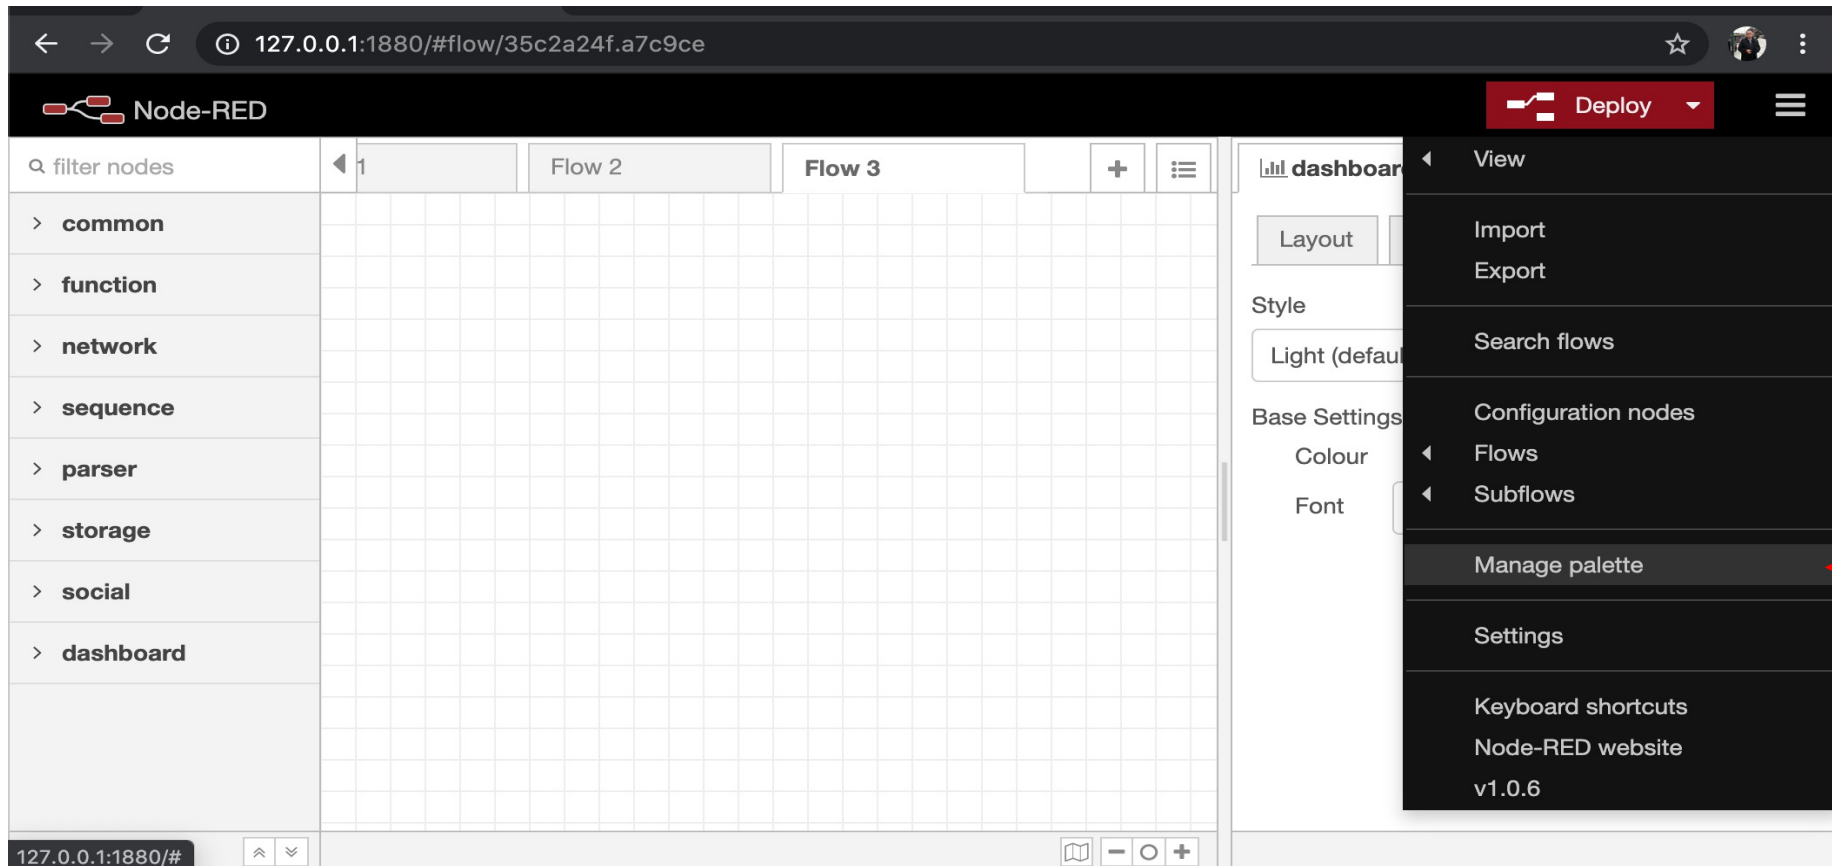 127.0.0.1:1880/#flow/35c2a24f.a7c9ce
Node-RED
Deploy
filter nodes
1
Flow 2
Flow 3
dashboar
common
function
network
sequence
parser
storage
social
dashboard
Layout
Style
Light (defaul
Base Settings
Colour
Font
View
Import
Export
Search flows
Configuration nodes
Flows
Subflows
Manage palette
Settings
Keyboard shortcuts
Node-RED website
v1.0.6
127.0.0.1:1880/#